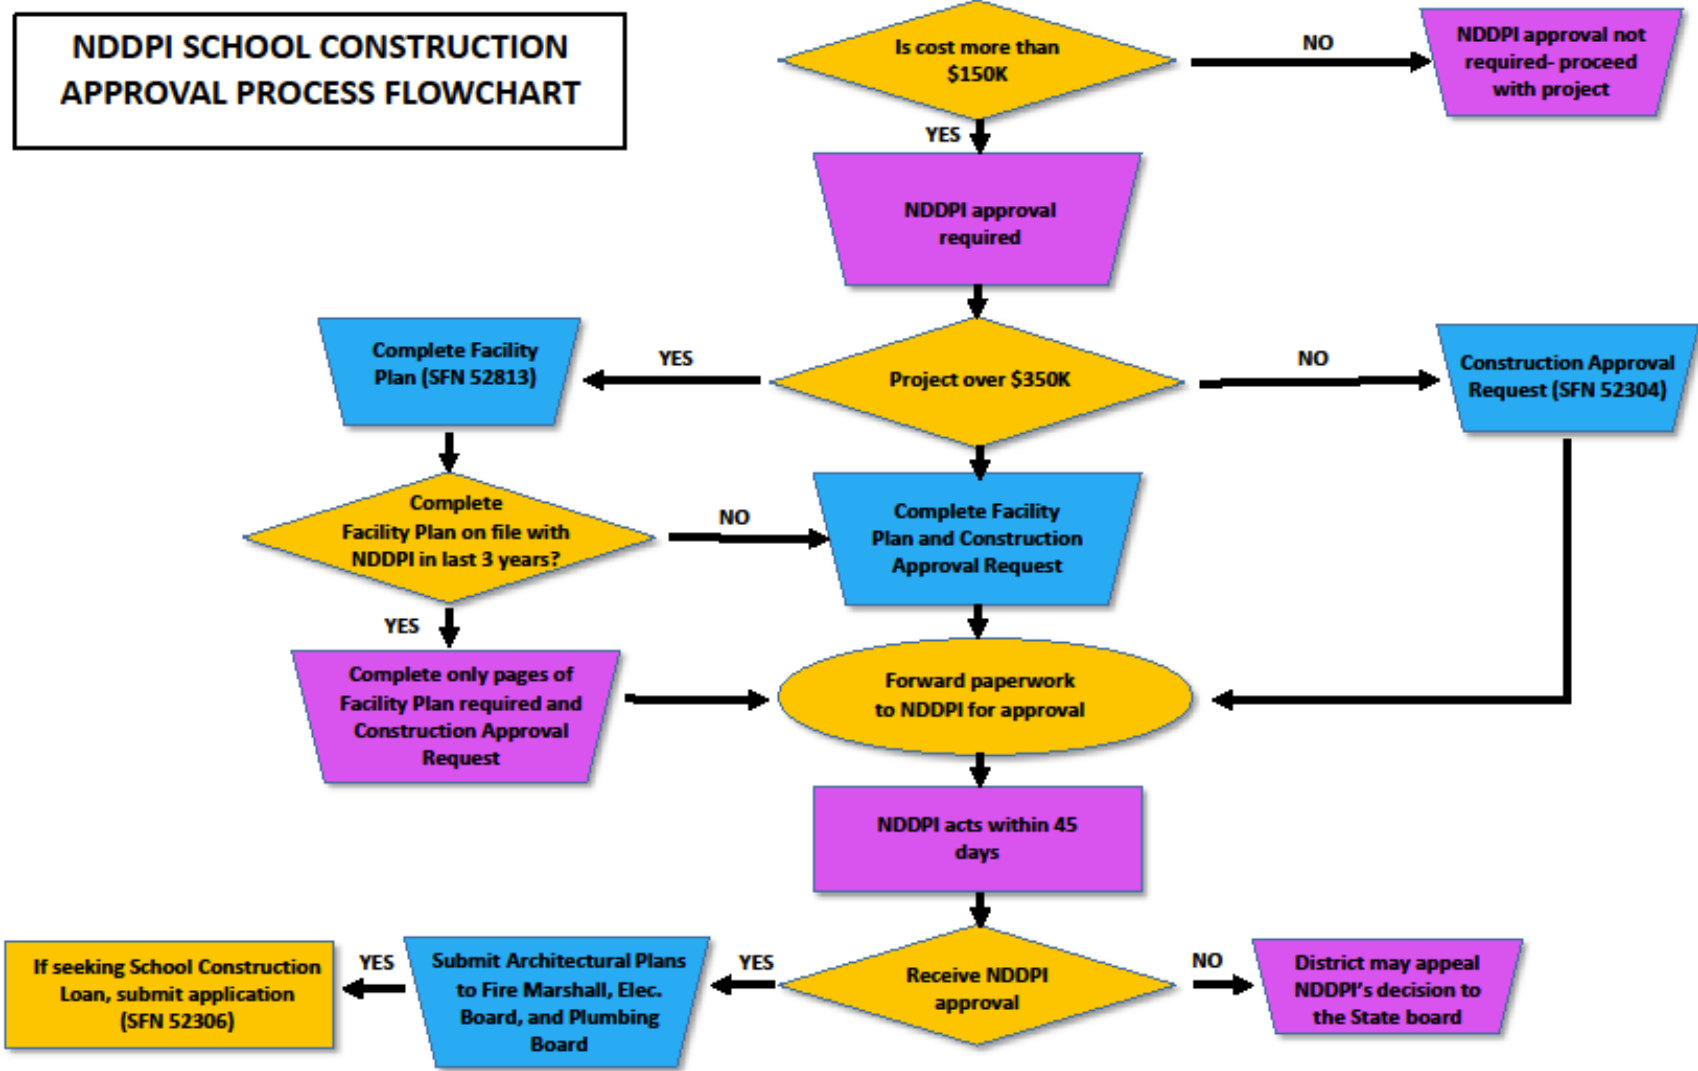 NDDPI SCHOOL CONSTRUCTION
APPROVAL PROCESS FLOWCHART
Is cost more than
$150K
NO
NDDPI approval not
required- proceed
with project
YES
NDDPI approval
required
Complete Facility
Plan (SFN 52813)
YES
Project over $350K
NO
Construction Approval
Request (SFN 52304)
Complete
Facility Plan on file with
NDDPI in last 3 years?
NO
Complete Facility
Plan and Construction
Approval Request
YES
Complete only pages of
Facility Plan required and
Construction Approval
Request
Forward paperwork
to NDDPI for approval
NDDPI acts within 45
days
If seeking School Construction
Loan, submit application
(SFN 52306)
YES
Submit Architectural Plans
to Fire Marshall, Elec.
Board, and Plumbing
Board
YES
Receive NDDPI
approval
NO
District may appeal
NDDPI's decision to
the State board